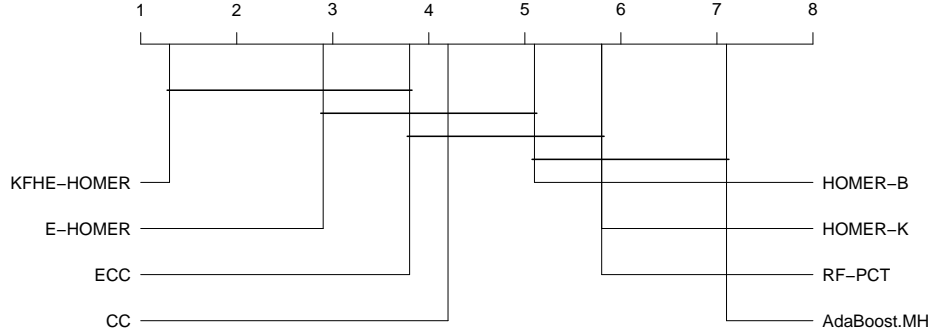 1 2 3 4 5 6 7 8
KFHE−HOMER HOMER−B
E−HOMER HOMER−K
ECC RF−PCT
CC AdaBoost.MH